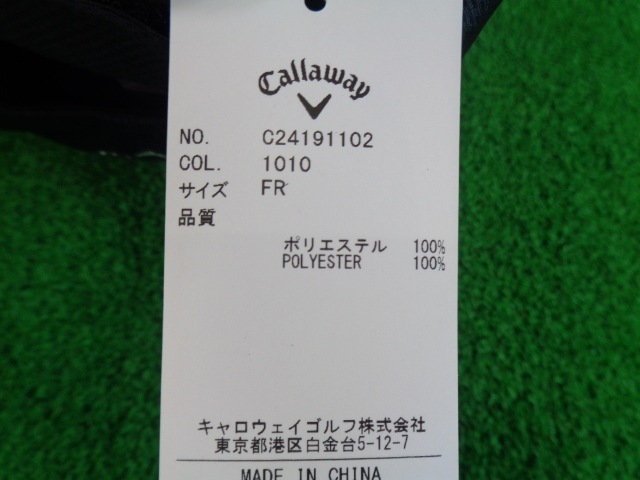 Callaway
NO. C24191102
COL. 1010
サイズ FR
品質
ポリエステル 100%
POLYESTER 100%
キャロウェイゴルフ株式会社
東京都港区白金台5-12-7
MADE IN CHINA